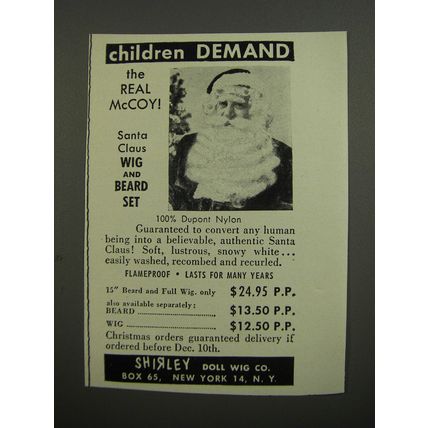 children DEMAND
the
REAL
McCOY!
Santa
Claus
WIG
AND
BEARD
SET
100% Dupont Nylon
Guaranteed to convert any human
being into a believable, authentic Santa
Claus! Soft, lustrous, snowy white...
easily washed, recombed and recurled.
FLAMEPROOF • LASTS FOR MANY YEARS
15" Beard and Full Wig. only $24.95 P.P.
also available separately:
BEARD .......................... $13.50 P.P.
WIG .............................. $12.50 P.P.
Christmas orders guaranteed delivery if
ordered before Dec. 10th.
SHIRLEY DOLL WIG CO.
BOX 65, NEW YORK 14, N. Y.